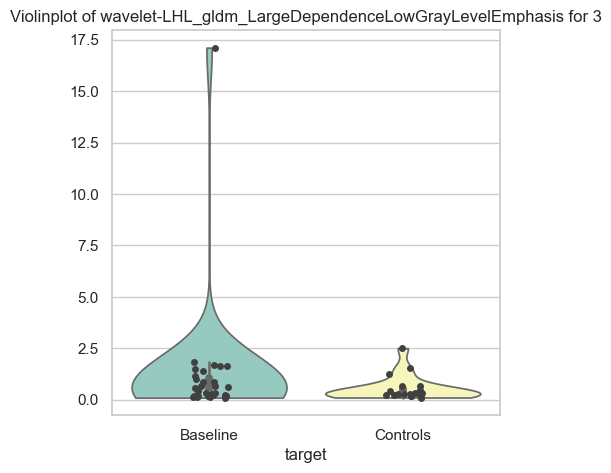 Violinplot of wavelet-LHL_gldm_LargeDependenceLowGrayLevelEmphasis for 3
17.5
15.0
12.5
10.0
7.5
5.0
2.5
0.0
Baseline Controls
target